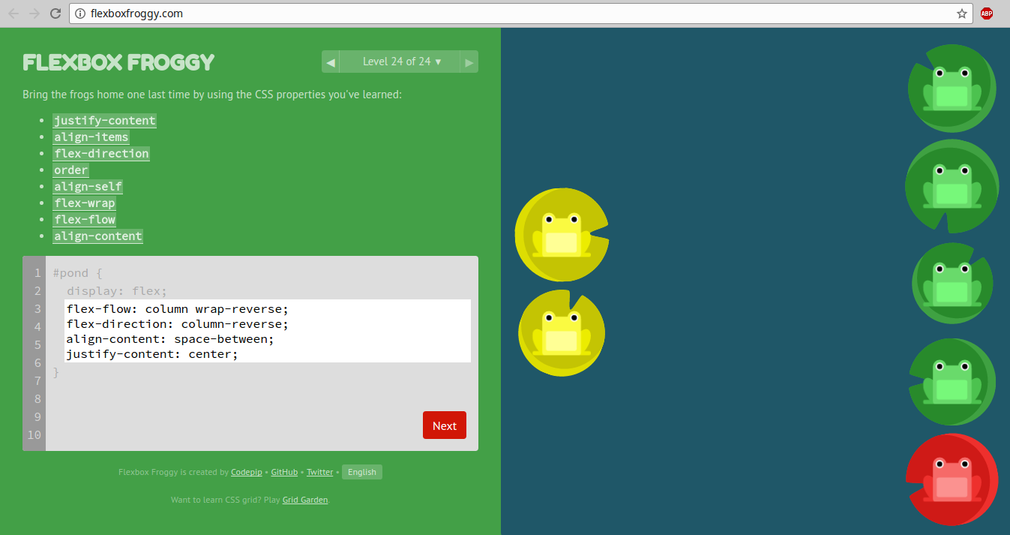 flexboxfroggy.com
ABP
FLEXBOX FROGGY
◀ Level 24 of 24 ▼ ▶
Bring the frogs home one last time by using the CSS properties you've learned:
• justify-content
• align-items
• flex-direction
• order
• align-self
• flex-wrap
• flex-flow
• align-content
1 #pond {
2 display: flex;
3 flex-flow: column wrap-reverse;
4 flex-direction: column-reverse;
5 align-content: space-between;
6 justify-content: center;
7 }
8
9
10
Next
Flexbox Froggy is created by Codepip • GitHub • Twitter • English
Want to learn CSS grid? Play Grid Garden.